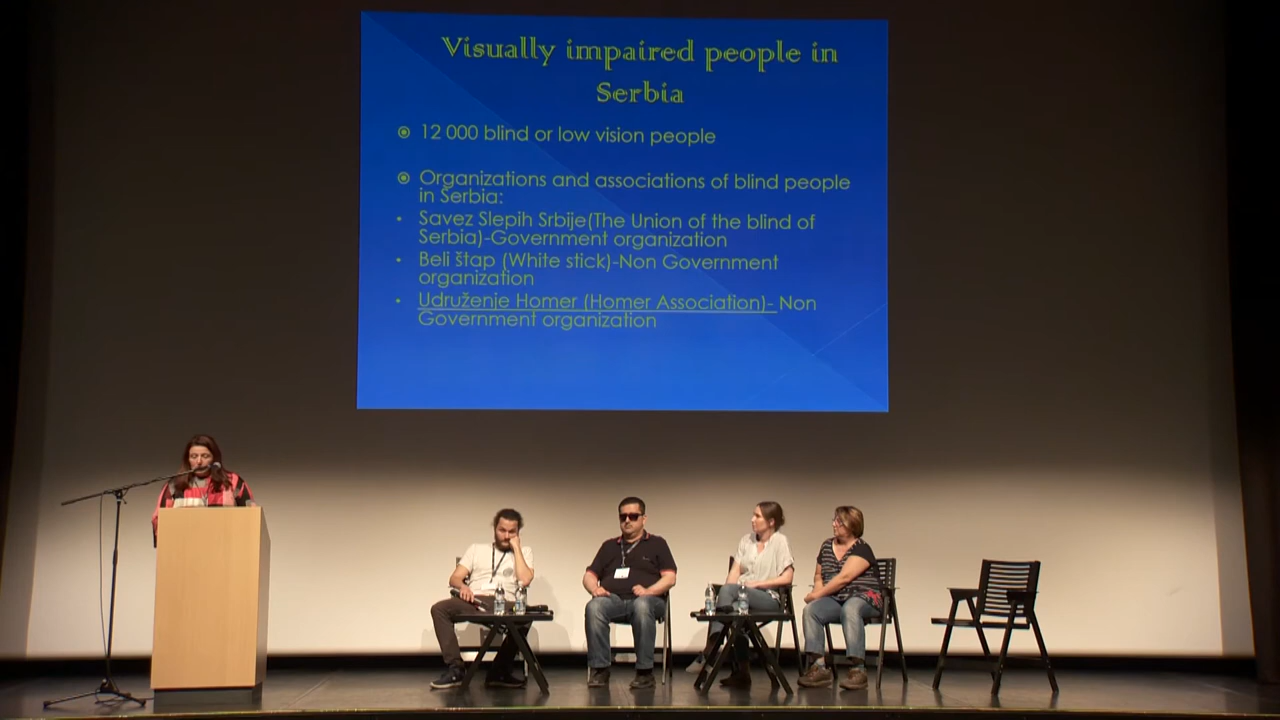 Visually impaired people in
Serbia
12 000 blind or low vision people
Organizations and associations of blind people
in Serbia:
Savez Slepih Srbije(The Union of the blind of
Serbia)-Government organization
Beli štap (White stick)-Non Government
organization
Udruženje Homer (Homer Association)- Non
Government organization